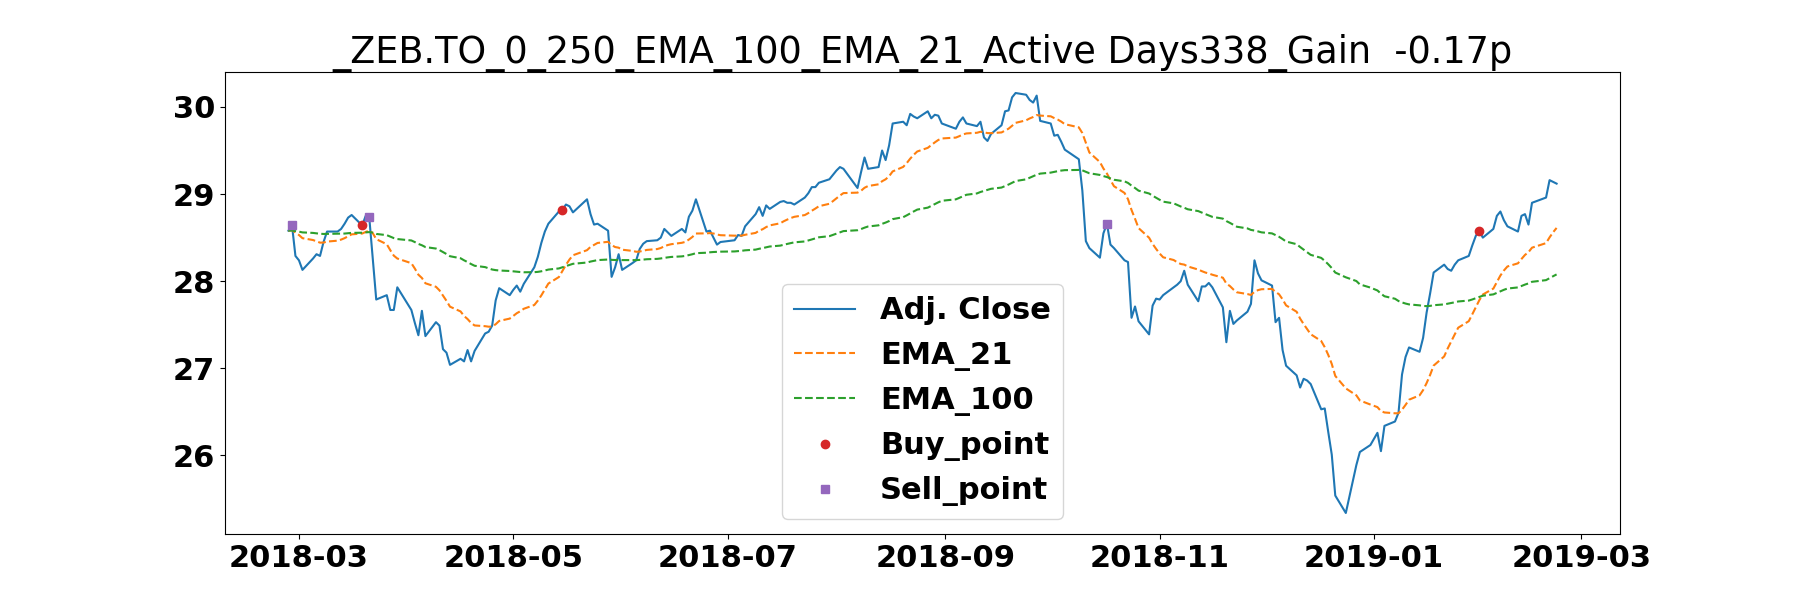 _ZEB.TO_0_250_EMA_100_EMA_21_Active Days338_Gain  -0.17p
30
29
28
27
26
Adj. Close
EMA_21
EMA_100
Buy_point
Sell_point
2018-03 2018-05 2018-07 2018-09 2018-11 2019-01 2019-03